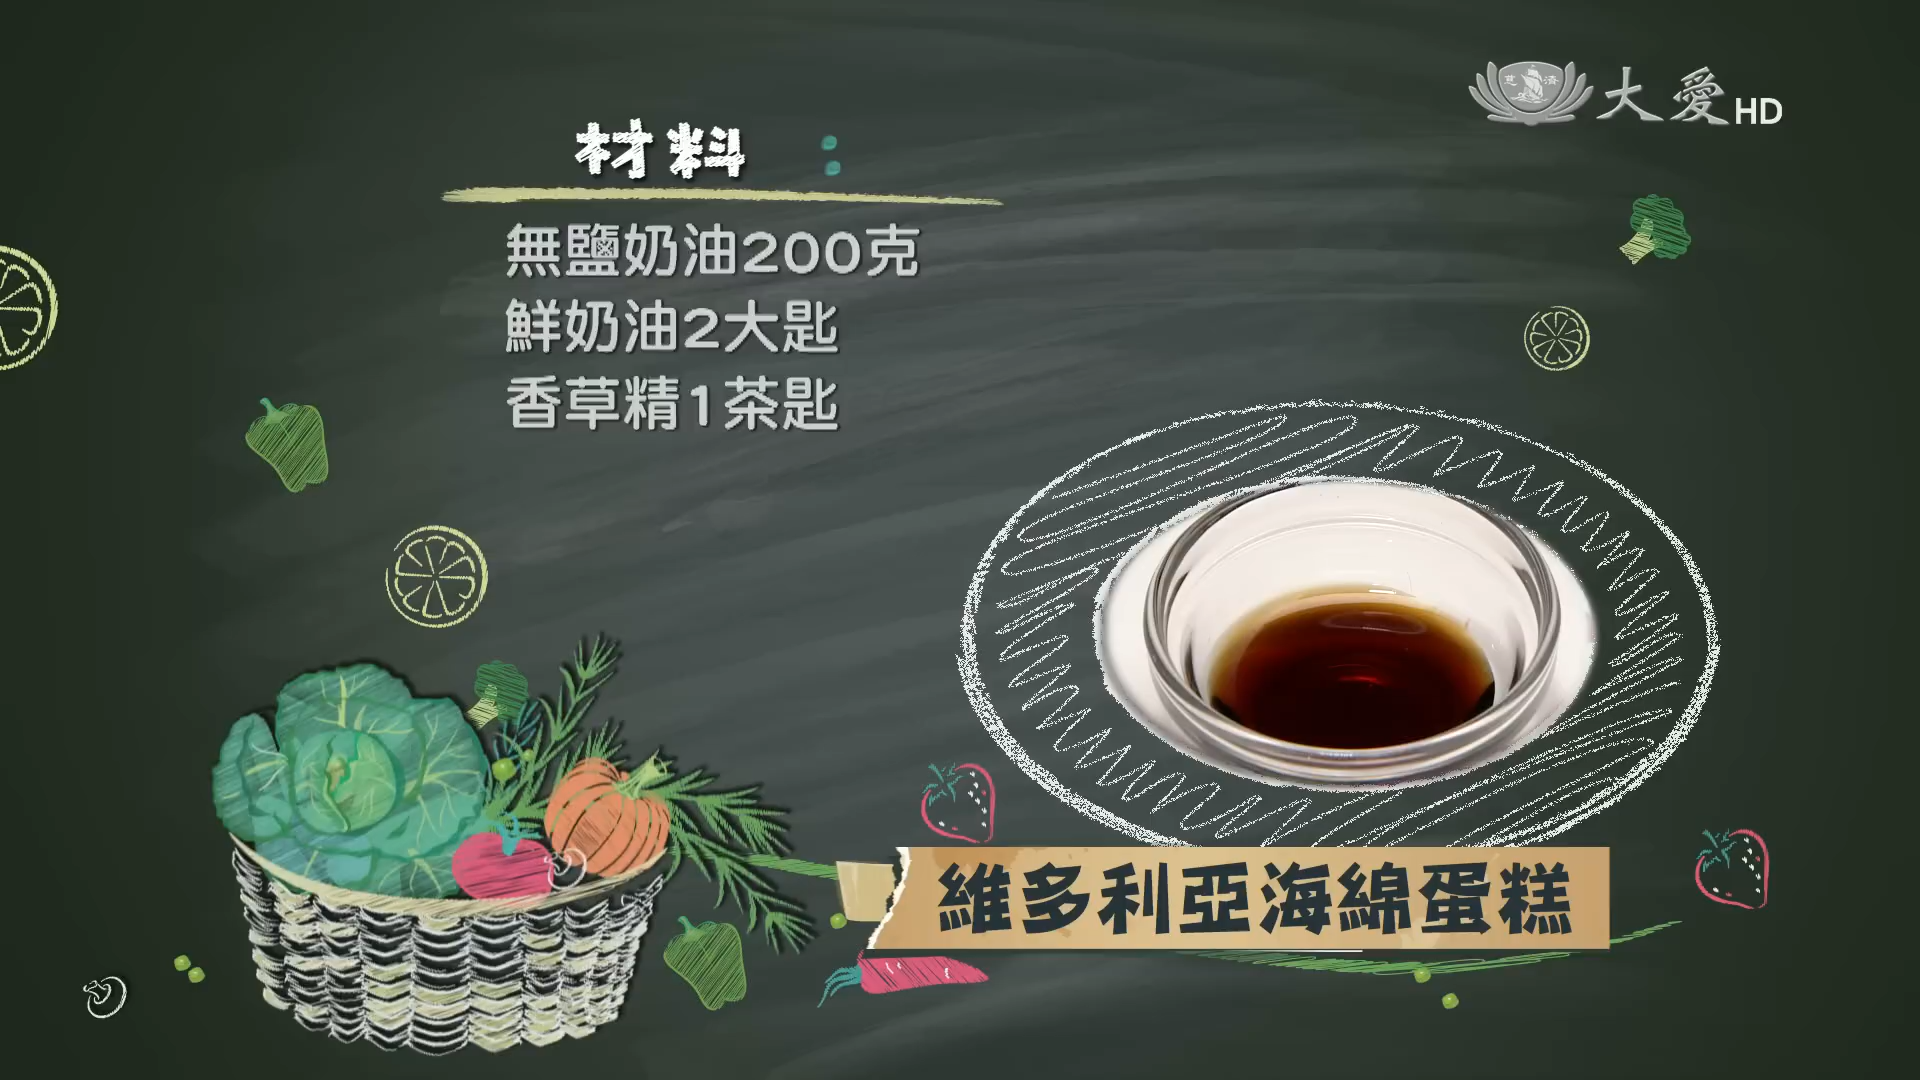 大愛HD
材料：
無鹽奶油200克
鮮奶油2大匙
香草精1茶匙
維多利亞海綿蛋糕